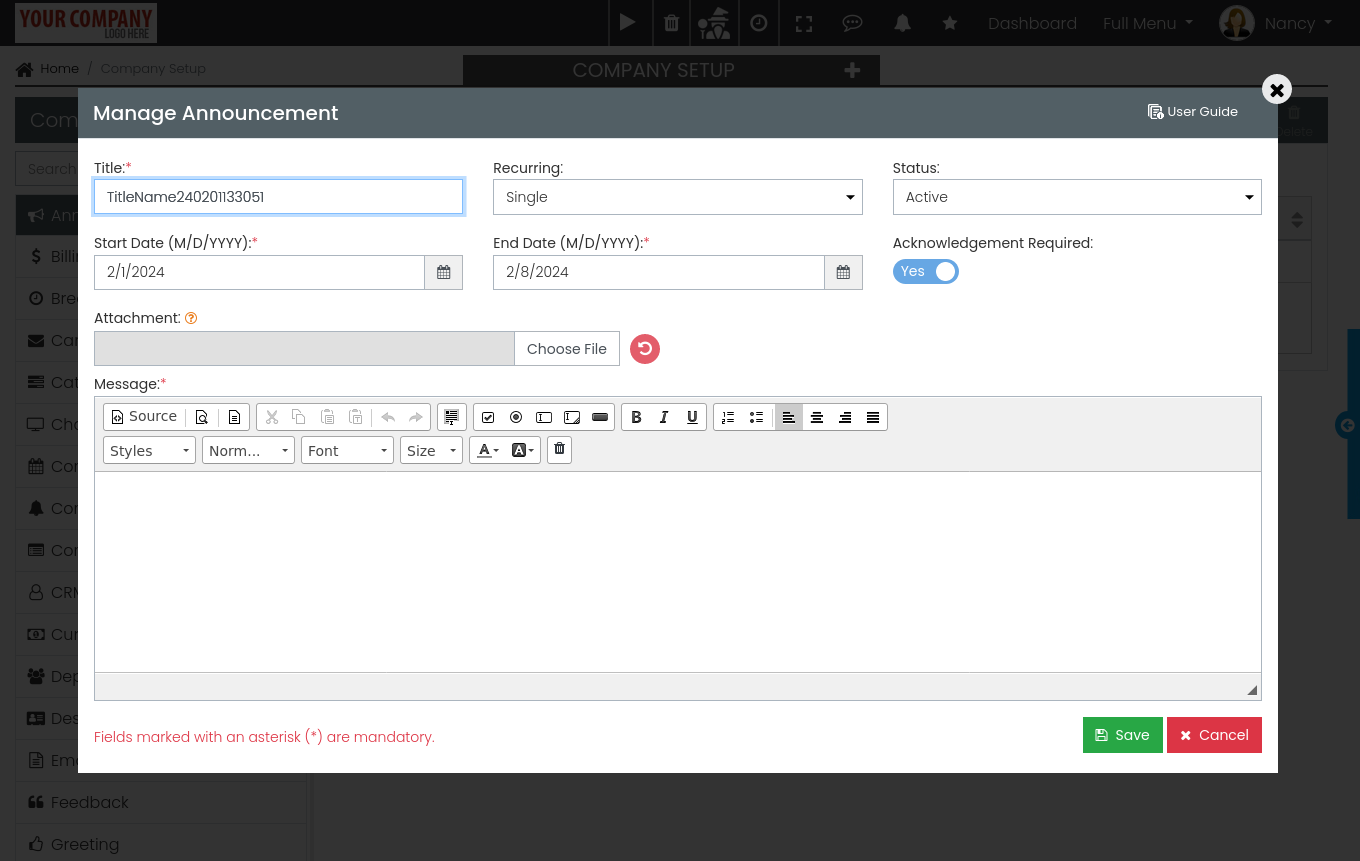 YOUR COMPANY
LOGO HERE
Dashboard
Full Menu
Nancy
Home / Company Setup
COMPANY SETUP
Manage Announcement
User Guide
Search
Title:*
Recurring:
Status:
TitleName240201133051
Single
Active
Start Date (M/D/YYYY):*
End Date (M/D/YYYY):*
Acknowledgement Required:
2/1/2024
2/8/2024
Yes
Attachment:
Choose File
Message:*
Source
B I U
Styles
Norm...
Font
Size
A
A
Fields marked with an asterisk (*) are mandatory.
Save
Cancel
Com
Ann
Billi
Bre
Car
Cat
Cho
Cor
Cor
Cor
CRM
Cur
Dep
Des
Ema
Feedback
Greeting